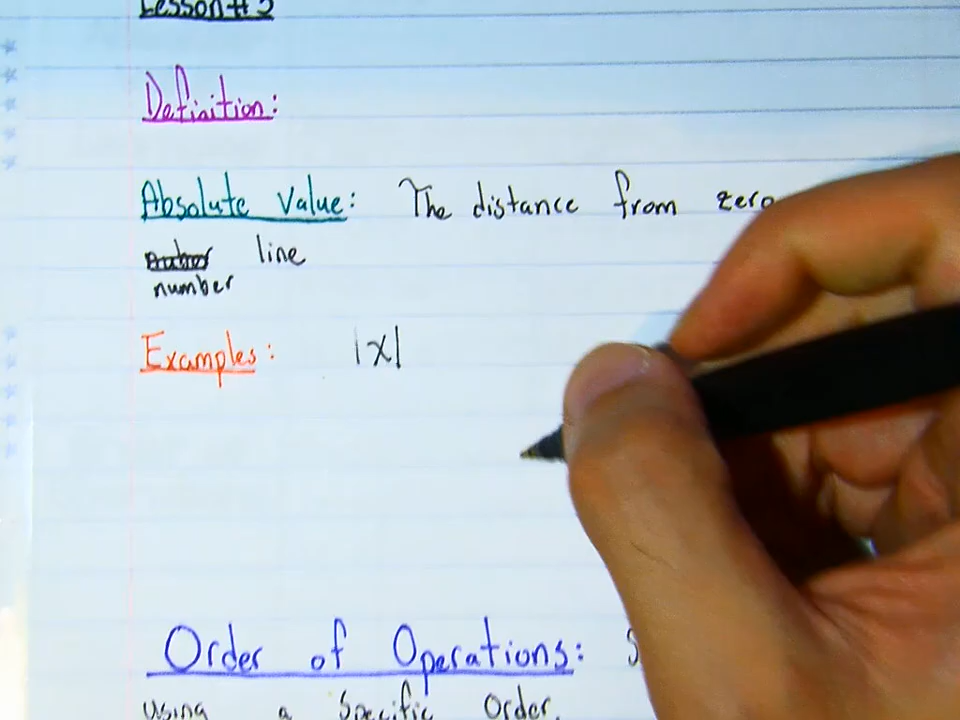 Lesson # 2
Definition:
Absolute Value: The distance from zero
line
number
Examples: |x|
Order of Operations: S
using a Specific Order.